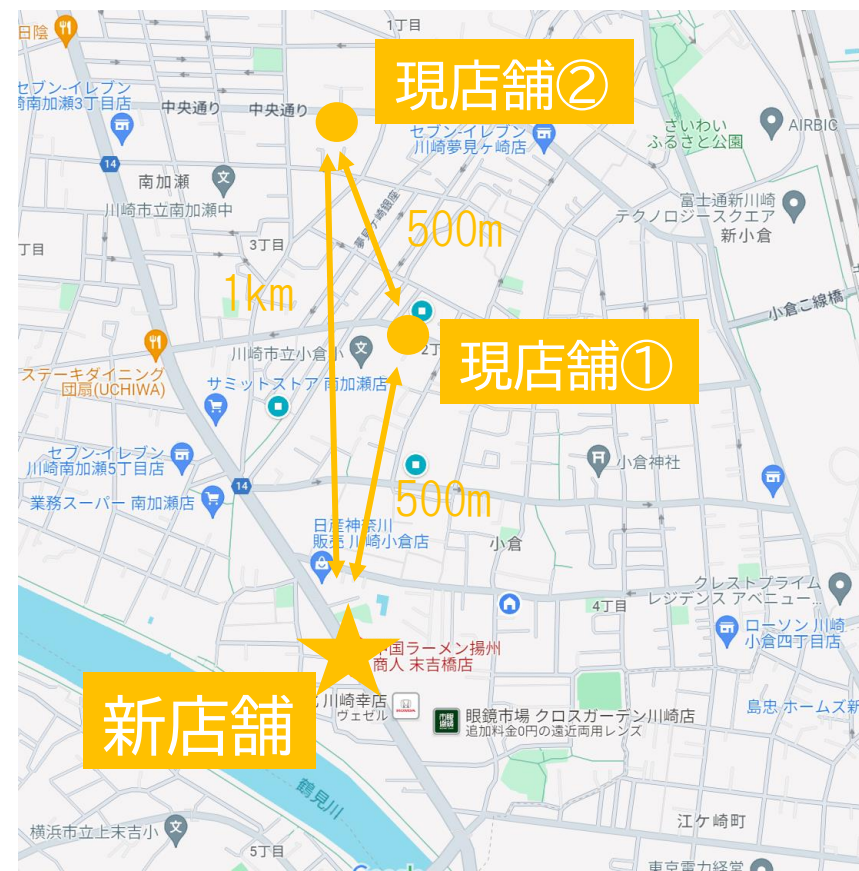 1丁目
日陰
現店舗②
セブン-イレブン
南加瀬3丁目店
中央通り
中央通り
セブン-イレブン
川崎夢見ヶ崎店
さいわい
ふるさと公園
AIRBIC
14
南加瀬
川崎市立南加瀬中
夢見ヶ崎銀座
500m
富士通新川崎
テクノロジースクエア
新小倉
丁目
3丁目
1km
小倉こ線橋
川崎市立小倉小
2丁
現店舗①
ステーキダイニング
団扇(UCHIWA)
サミットストア 南加瀬店
セブン-イレブン
川崎南加瀬5丁目店
小倉神社
14
業務スーパー 南加瀬店
500m
日産神奈川
販売 川崎小倉店
小倉
4丁目
クレストプライム
レジデンス アベニュー...
ローソン 川崎
小倉四丁目店
中国ラーメン揚州
商人 末吉橋店
新店舗
川崎幸店
ヴェゼル
眼鏡市場 クロスガーデン川崎店
追加料金0円の遠近両用レンズ
島忠 ホームズ新
鶴見川
江ケ崎町
横浜市立上末吉小
5丁目
東京電力経堂